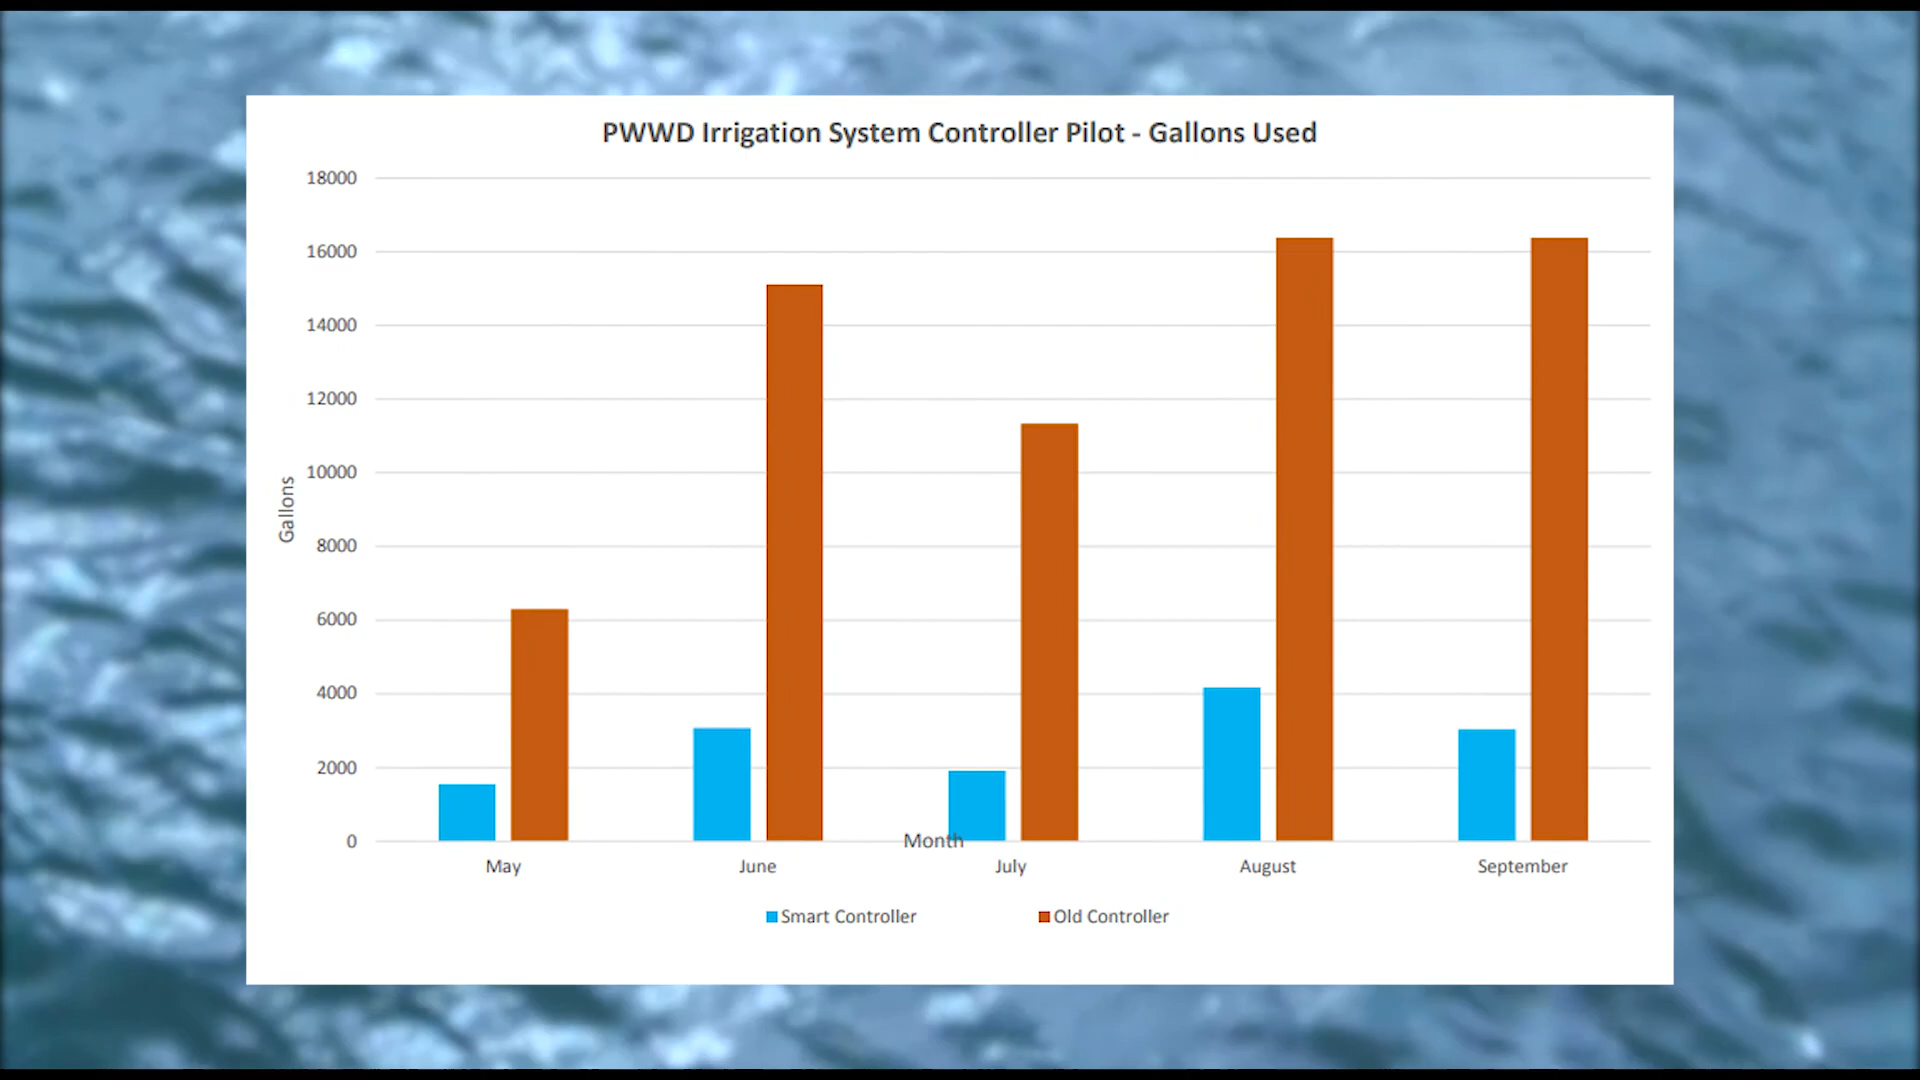 PWWD Irrigation System Controller Pilot - Gallons Used
18000
16000
14000
12000
10000
8000
6000
4000
2000
0
Gallons
Month
May
June
July
August
September
Smart Controller
Old Controller